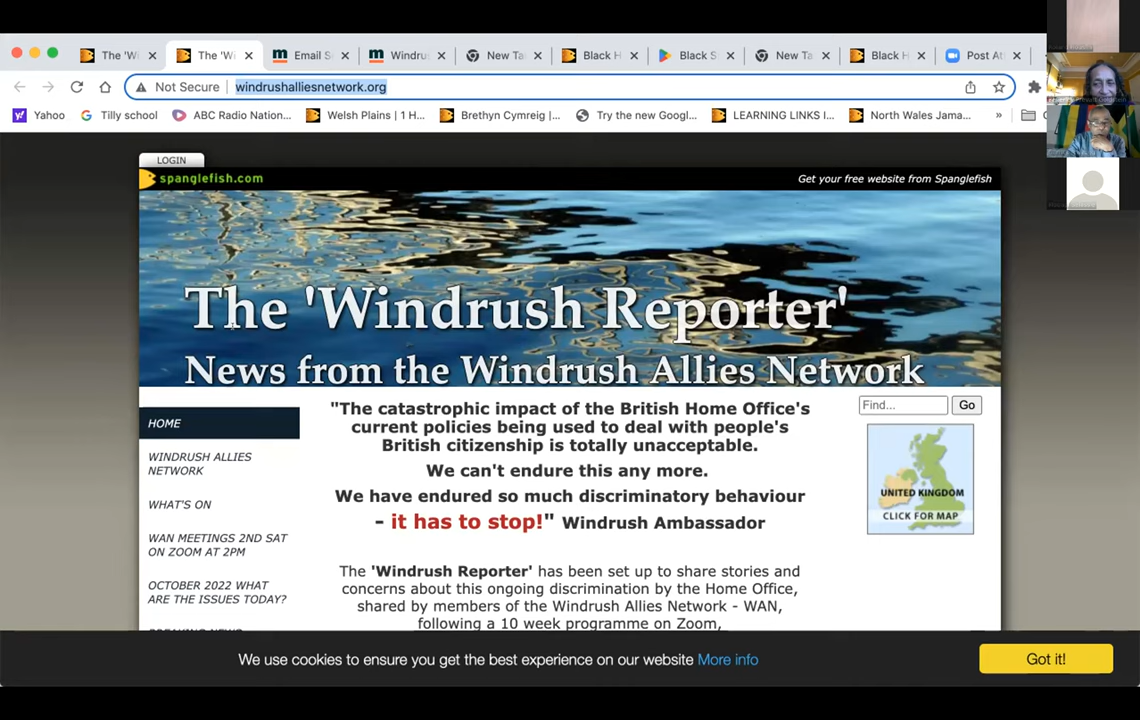 The 'Wi
The 'Wi
Email S
Windru
New Ta
Black H
Black S
New Ta
Black H
Post Att
Not Secure
windrushalliesnetwork.org
Yahoo
Tilly school
ABC Radio Nation...
Welsh Plains | 1 H...
Brethyn Cymreig |...
Try the new Googl...
LEARNING LINKS I...
North Wales Jama...
»
LOGIN
spanglefish.com
Get your free website from Spanglefish
The 'Windrush Reporter'
News from the Windrush Allies Network
HOME
WINDRUSH ALLIES
NETWORK
WHAT'S ON
WAN MEETINGS 2ND SAT
ON ZOOM AT 2PM
OCTOBER 2022 WHAT
ARE THE ISSUES TODAY?
BREAKING NEWS
"The catastrophic impact of the British Home Office's
current policies being used to deal with people's
British citizenship is totally unacceptable.
We can't endure this any more.
We have endured so much discriminatory behaviour
- it has to stop!" Windrush Ambassador
The 'Windrush Reporter' has been set up to share stories and
concerns about this ongoing discrimination by the Home Office,
shared by members of the Windrush Allies Network - WAN,
following a 10 week programme on Zoom,
Find...
Go
UNITED KINGDOM
CLICK FOR MAP
We use cookies to ensure you get the best experience on our website More info
Got it!